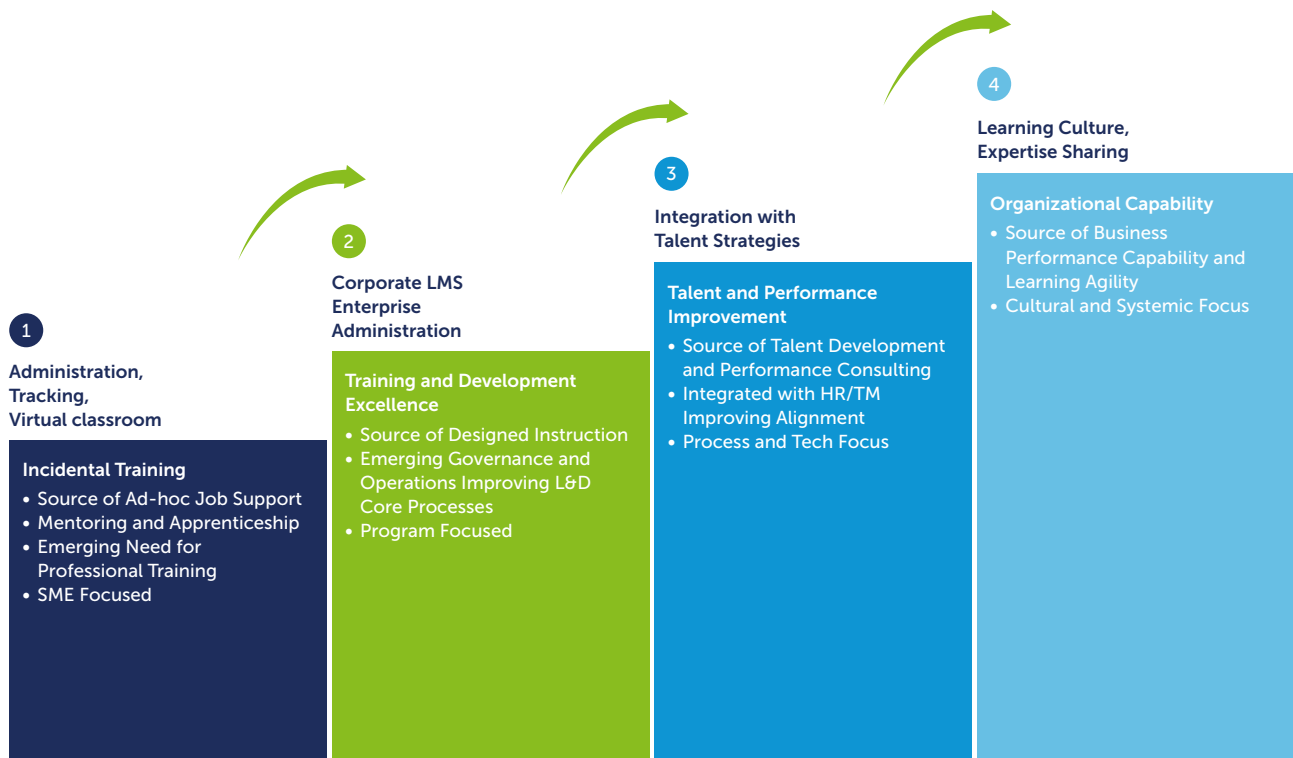 1
Administration,
Tracking,
Virtual classroom
Incidental Training
• Source of Ad-hoc Job Support
• Mentoring and Apprenticeship
• Emerging Need for
Professional Training
• SME Focused
2
Corporate LMS
Enterprise
Administration
Training and Development
Excellence
• Source of Designed Instruction
• Emerging Governance and
Operations Improving L&D
Core Processes
• Program Focused
3
Integration with
Talent Strategies
Talent and Performance
Improvement
• Source of Talent Development
and Performance Consulting
• Integrated with HR/TM
Improving Alignment
• Process and Tech Focus
4
Learning Culture,
Expertise Sharing
Organizational Capability
• Source of Business
Performance Capability and
Learning Agility
• Cultural and Systemic Focus